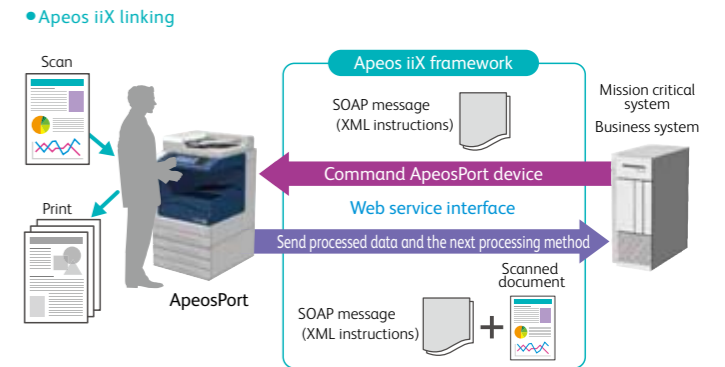 ●Apeos iiX linking
Scan
Apeos iiX framework
SOAP message
(XML instructions)
Mission critical
system
Business system
Command ApeosPort device
Print
Web service interface
Send processed data and the next processing method
ApeosPort
Scanned
document
SOAP message
(XML instructions)
+